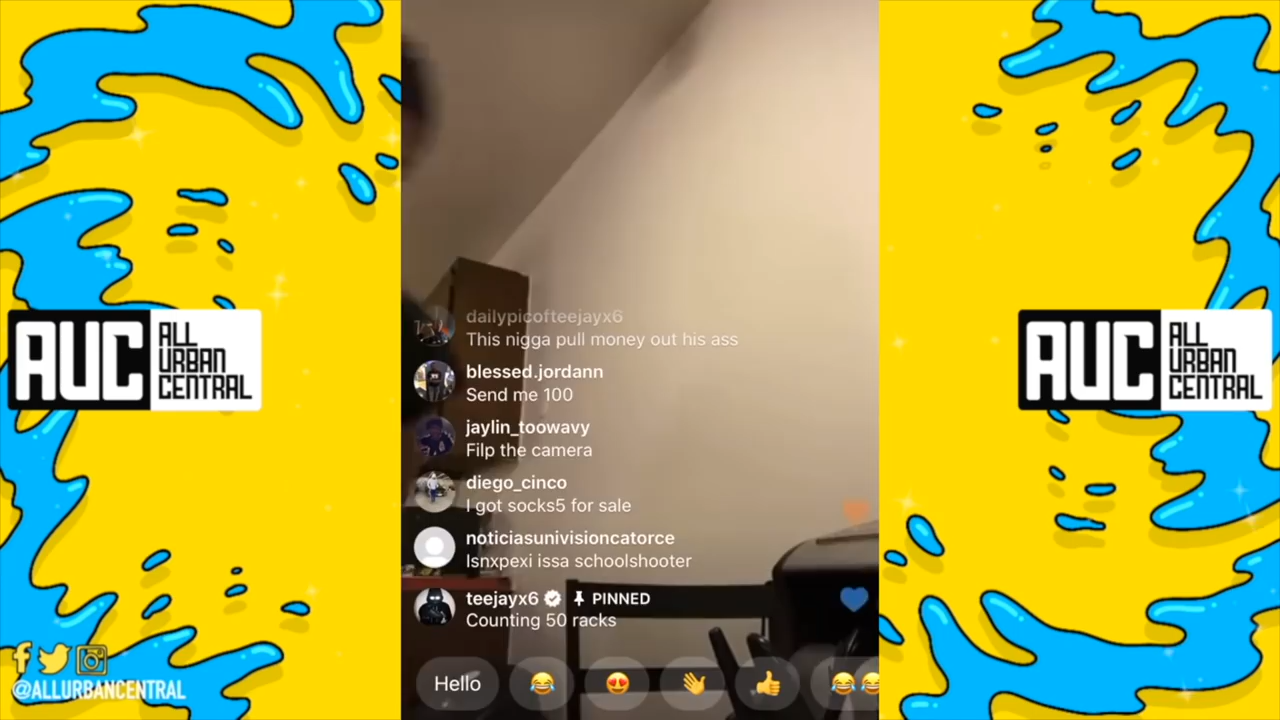 dailypicofteejayx6
This nigga pull money out his ass
blessed.jordann
Send me 100
jaylin_toowavy
Filp the camera
diego_cinco
I got socks5 for sale
noticiasunivisioncatorce
Isnxpexi issa schoolshooter
teejayx6 PINNED
Counting 50 racks
Hello
AUC ALL
URBAN
CENTRAL
AUC ALL
URBAN
CENTRAL
@ALLURBANCENTRAL